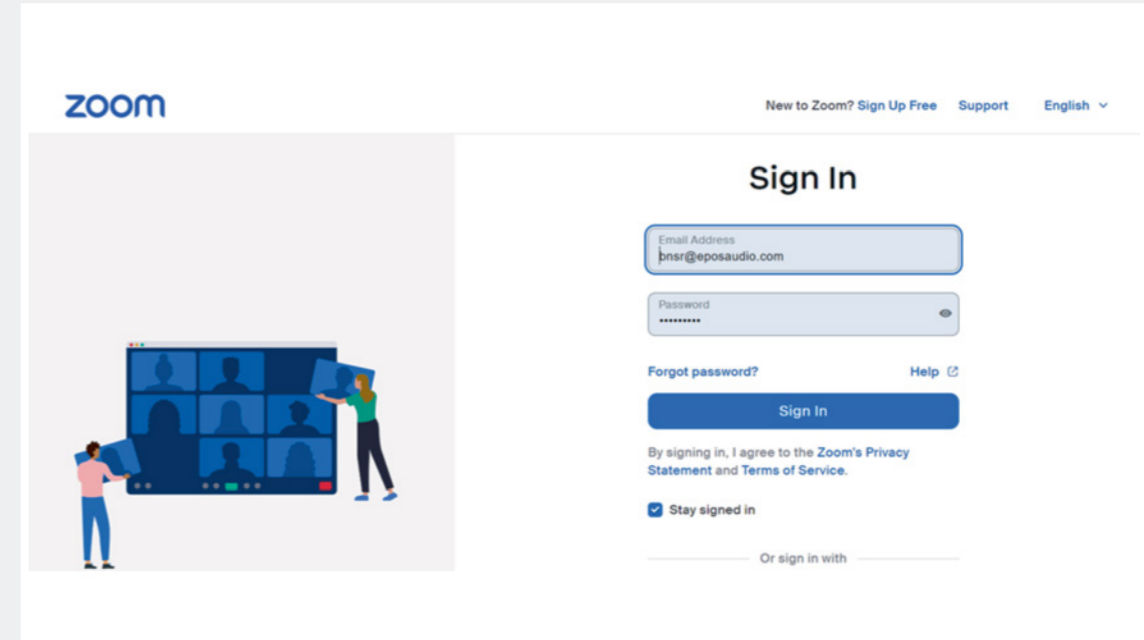 zoom
New to Zoom? Sign Up Free Support English
Sign In
Email Address
bnsr@eposaudio.com
Password
•••••••••
Forgot password? Help
Sign In
By signing in, I agree to the Zoom's Privacy
Statement and Terms of Service.
Stay signed in
Or sign in with